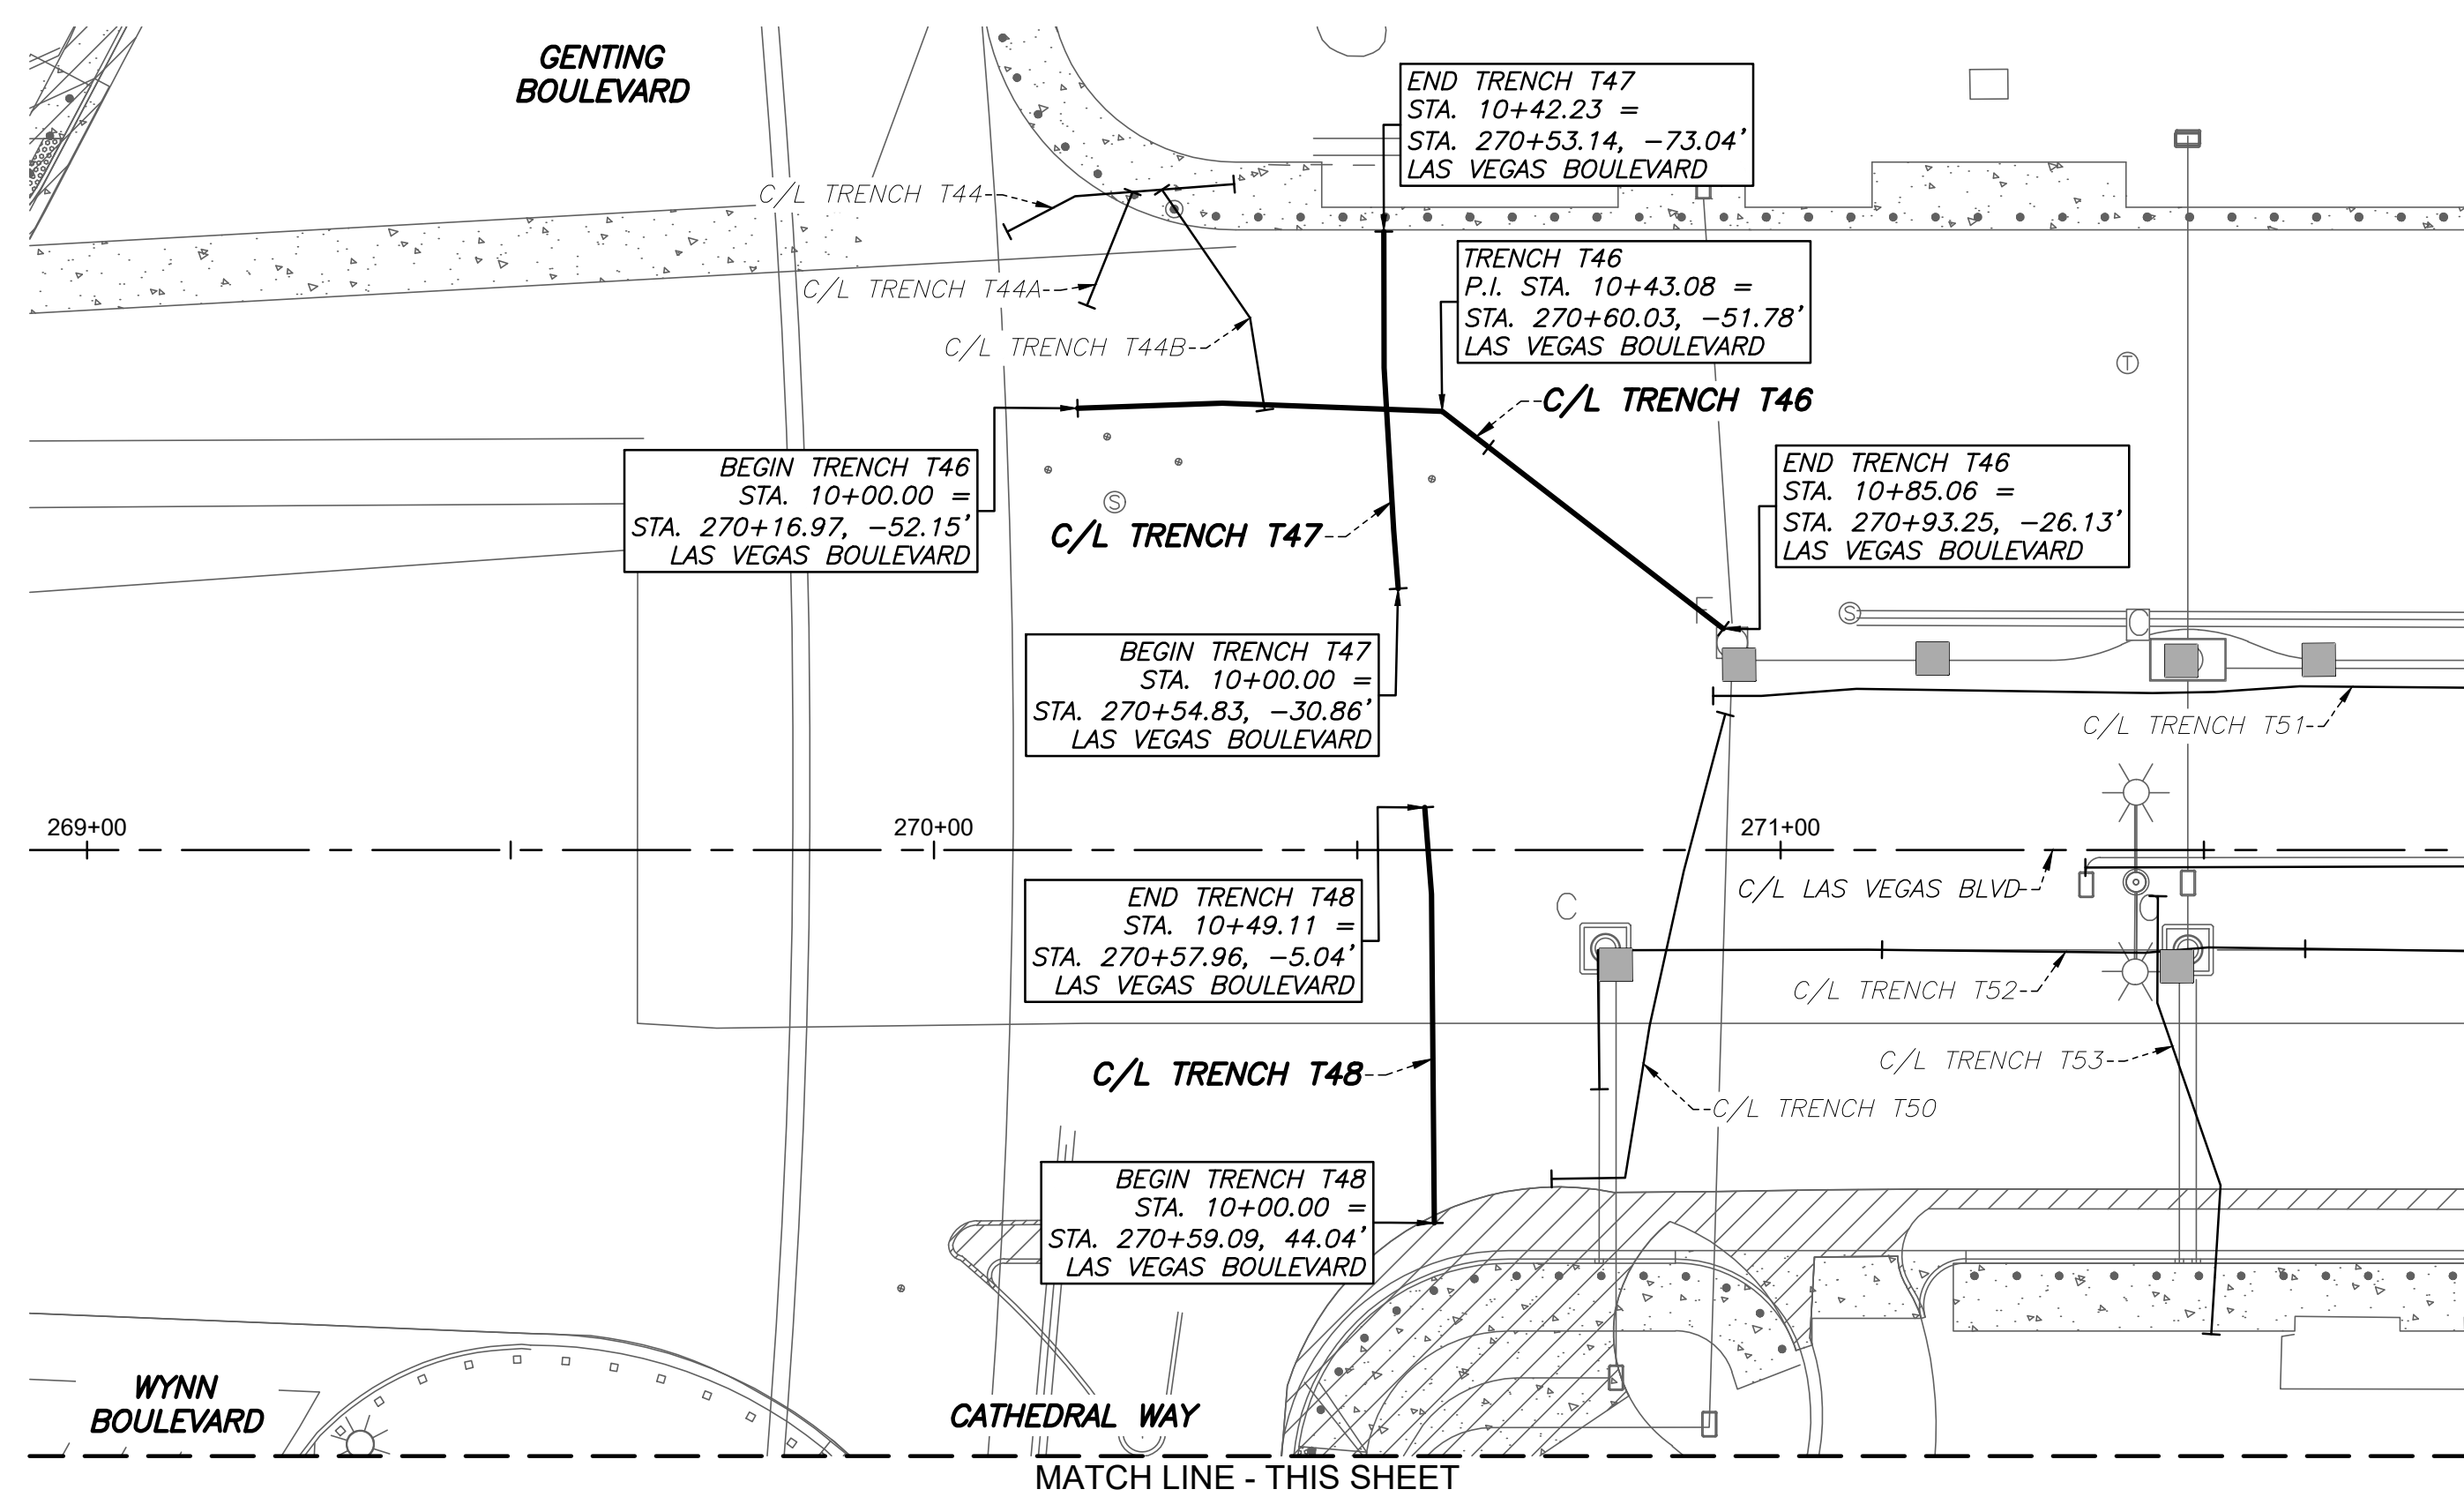 GENTING
BOULEVARD
END TRENCH T47
STA. 10+42.23 =
STA. 270+53.14, -73.04'
LAS VEGAS BOULEVARD
C/L TRENCH T44
TRENCH T46
P.I. STA. 10+43.08 =
STA. 270+60.03, -51.78'
LAS VEGAS BOULEVARD
C/L TRENCH T44A
C/L TRENCH T44B
T
C/L TRENCH T46
BEGIN TRENCH T46
STA. 10+00.00 =
STA. 270+16.97, -52.15'
LAS VEGAS BOULEVARD
S
C/L TRENCH T47
END TRENCH T46
STA. 10+85.06 =
STA. 270+93.25, -26.13'
LAS VEGAS BOULEVARD
S
BEGIN TRENCH T47
STA. 10+00.00 =
STA. 270+54.83, -30.86'
LAS VEGAS BOULEVARD
C/L TRENCH T51
269+00
270+00
271+00
C/L LAS VEGAS BLVD
END TRENCH T48
STA. 10+49.11 =
STA. 270+57.96, -5.04'
LAS VEGAS BOULEVARD
C/L TRENCH T52
C/L TRENCH T48
C/L TRENCH T53
C/L TRENCH T50
BEGIN TRENCH T48
STA. 10+00.00 =
STA. 270+59.09, 44.04'
LAS VEGAS BOULEVARD
WYNN
BOULEVARD
CATHEDRAL WAY
MATCH LINE - THIS SHEET